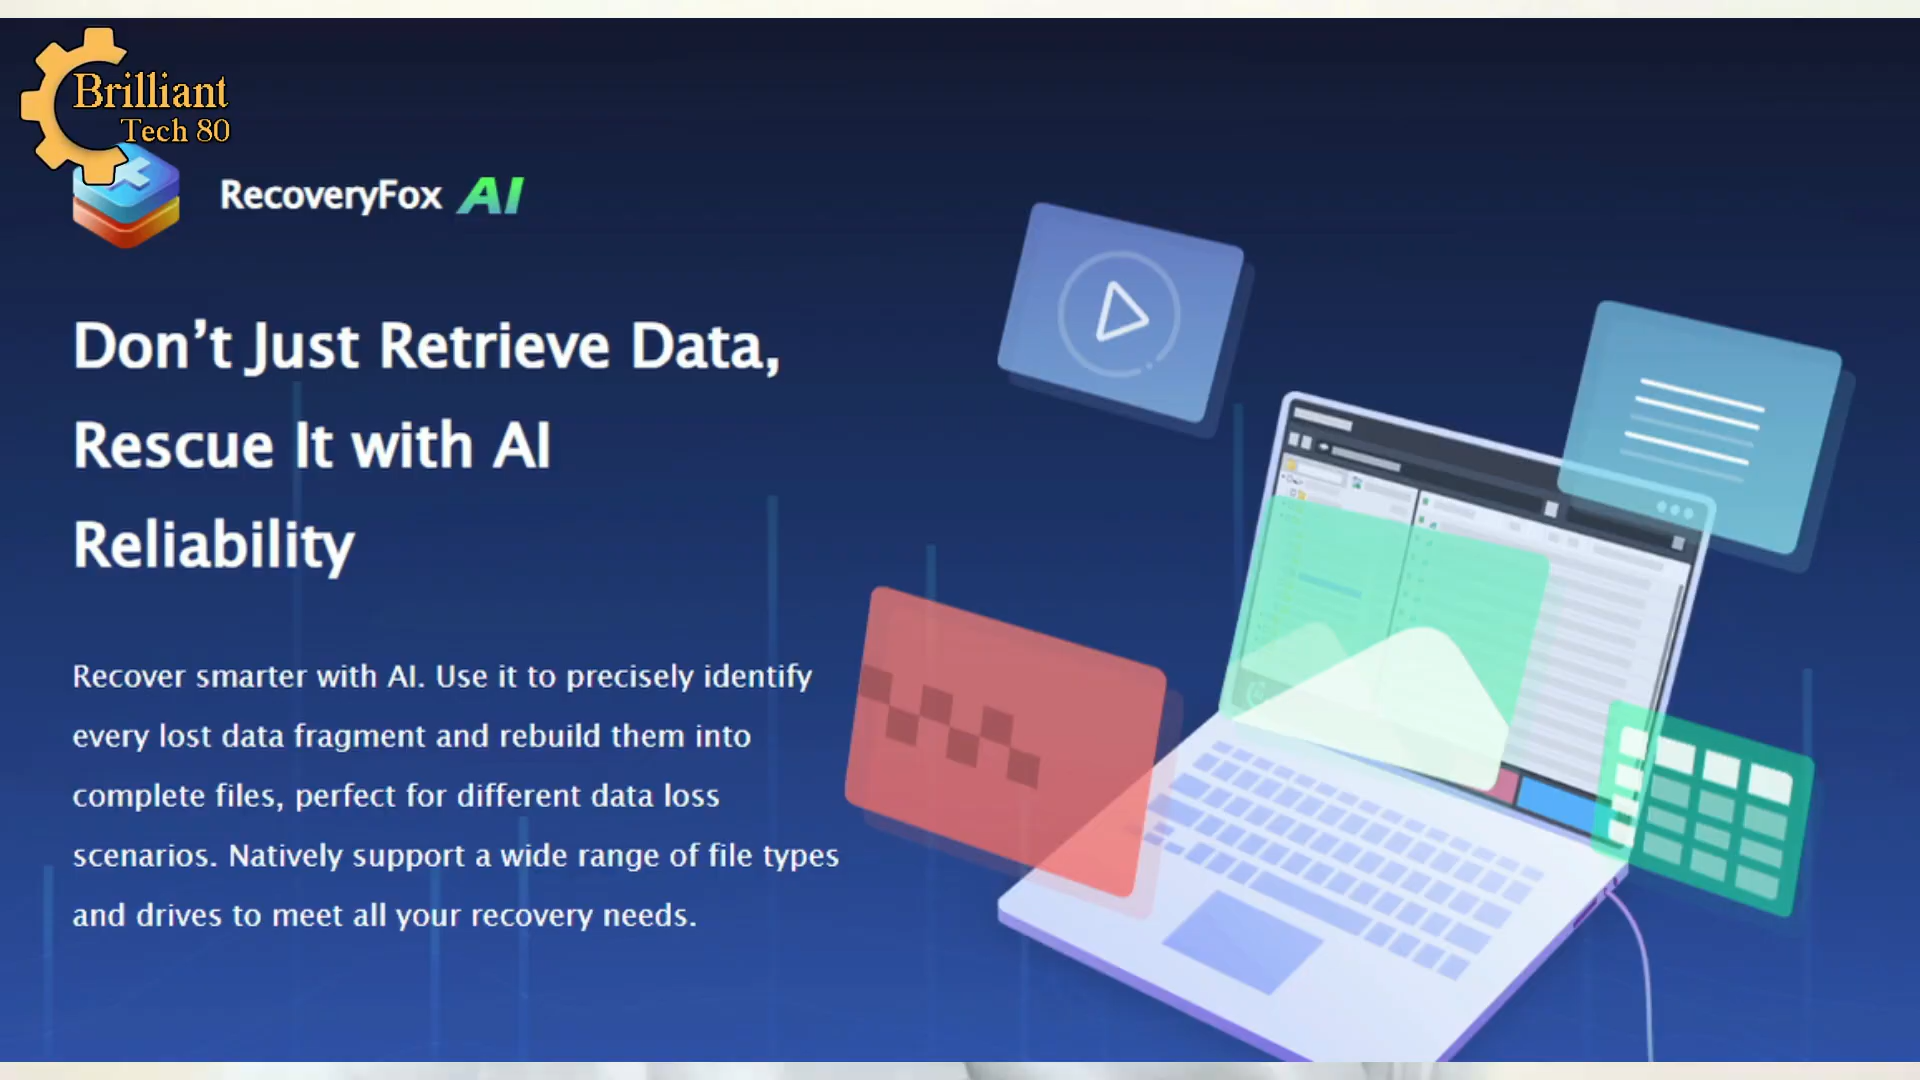 Brilliant
Tech 80
RecoveryFox AI
Don’t Just Retrieve Data,
Rescue It with AI
Reliability
Recover smarter with AI. Use it to precisely identify
every lost data fragment and rebuild them into
complete files, perfect for different data loss
scenarios. Natively support a wide range of file types
and drives to meet all your recovery needs.